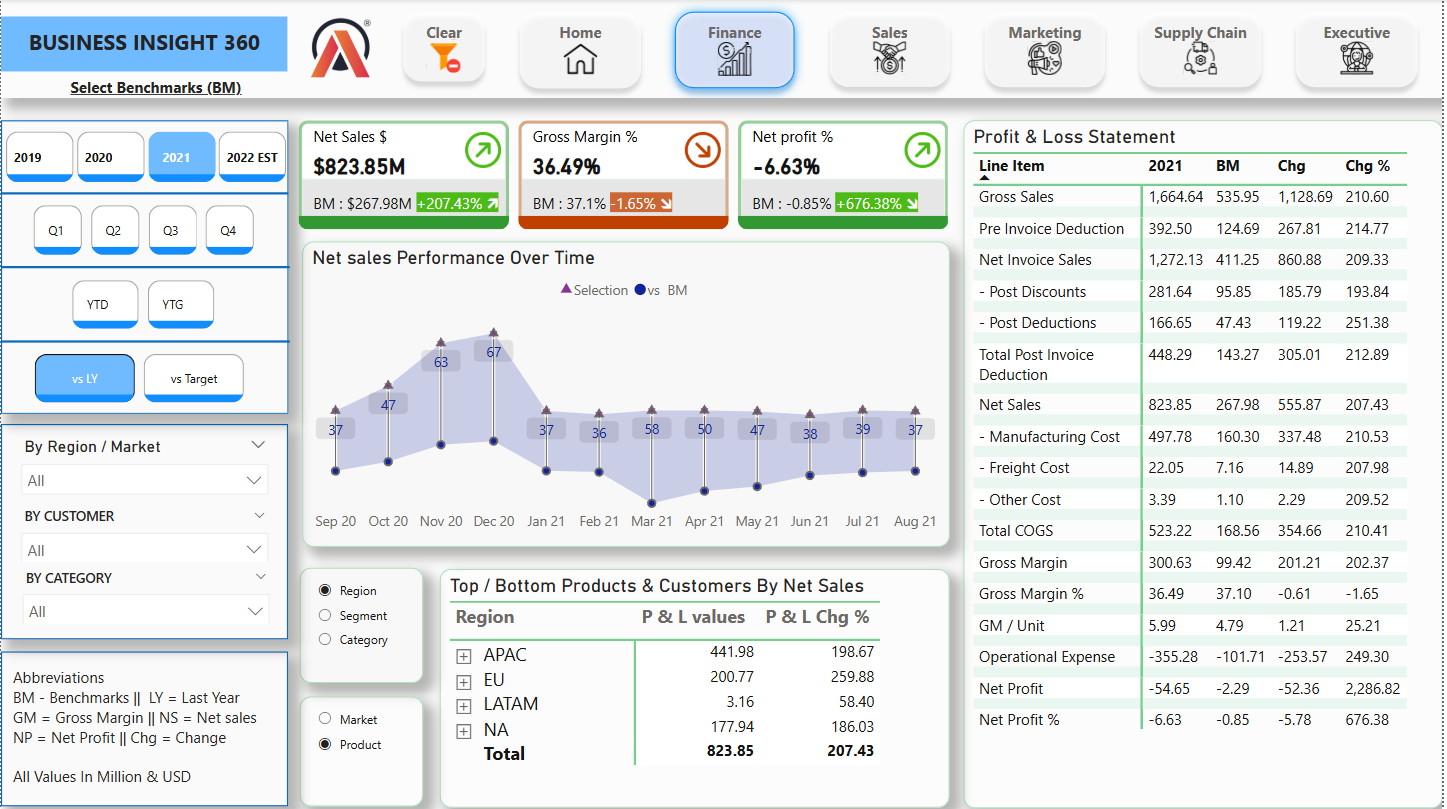 BUSINESS INSIGHT 360
Select Benchmarks (BM)
®
Clear
Home
Finance
Sales
Marketing
Supply Chain
Executive
2019
2020
2021
2022 EST
Q1
Q2
Q3
Q4
YTD
YTG
vs LY
vs Target
By Region / Market
All
BY CUSTOMER
All
BY CATEGORY
All
Abbreviations
BM - Benchmarks || LY = Last Year
GM = Gross Margin || NS = Net sales
NP = Net Profit || Chg = Change
All Values In Million & USD
Net Sales $
$823.85M
BM : $267.98M +207.43%
Gross Margin %
36.49%
BM : 37.1% -1.65%
Net profit %
-6.63%
BM : -0.85% +676.38%
Net sales Performance Over Time
Selection vs BM
37 47 63 67 37 36 58 50 47 38 39 37
Sep 20 Oct 20 Nov 20 Dec 20 Jan 21 Feb 21 Mar 21 Apr 21 May 21 Jun 21 Jul 21 Aug 21
Region
Segment
Category
Market
Product
Top / Bottom Products & Customers By Net Sales
Region P & L values P & L Chg %
APAC 441.98 198.67
EU 200.77 259.88
LATAM 3.16 58.40
NA 177.94 186.03
Total 823.85 207.43
Profit & Loss Statement
Line Item 2021 BM Chg Chg %
Gross Sales 1,664.64 535.95 1,128.69 210.60
Pre Invoice Deduction 392.50 124.69 267.81 214.77
Net Invoice Sales 1,272.13 411.25 860.88 209.33
- Post Discounts 281.64 95.85 185.79 193.84
- Post Deductions 166.65 47.43 119.22 251.38
Total Post Invoice 448.29 143.27 305.01 212.89
Deduction
Net Sales 823.85 267.98 555.87 207.43
- Manufacturing Cost 497.78 160.30 337.48 210.53
- Freight Cost 22.05 7.16 14.89 207.98
- Other Cost 3.39 1.10 2.29 209.52
Total COGS 523.22 168.56 354.66 210.41
Gross Margin 300.63 99.42 201.21 202.37
Gross Margin % 36.49 37.10 -0.61 -1.65
GM / Unit 5.99 4.79 1.21 25.21
Operational Expense -355.28 -101.71 -253.57 249.30
Net Profit -54.65 -2.29 -52.36 2,286.82
Net Profit % -6.63 -0.85 -5.78 676.38